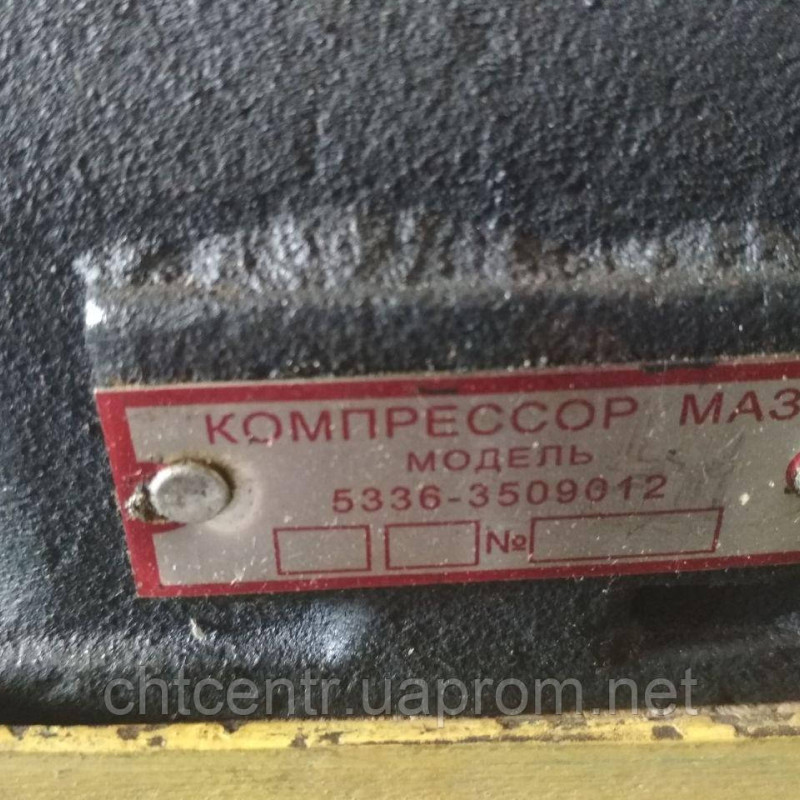 КОМПРЕССОР МАЗ
МОДЕЛЬ
5336-3509012
№
chtcentr.uaprom.net